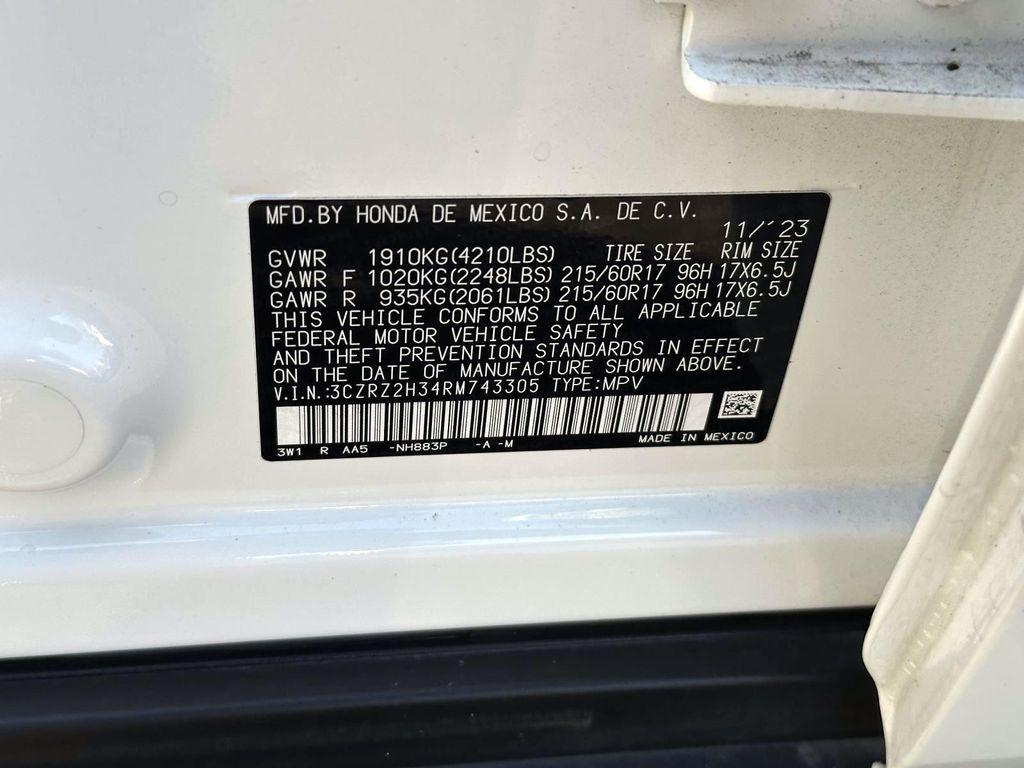 MFD.BY HONDA DE MEXICO S.A. DE C.V.
11/'23
GVWR 1910KG(4210LBS) TIRE SIZE RIM SIZE
GAWR F 1020KG(2248LBS) 215/60R17 96H 17X6.5J
GAWR R 935KG(2061LBS) 215/60R17 96H 17X6.5J
THIS VEHICLE CONFORMS TO ALL APPLICABLE
FEDERAL MOTOR VEHICLE SAFETY
AND THEFT PREVENTION STANDARDS IN EFFECT
ON THE DATE OF MANUFACTURE SHOWN ABOVE.
V.I.N.:3CZRZ2H34RM743305 TYPE:MPV
3W1 R AA5 -NH883P -A -M MADE IN MEXICO